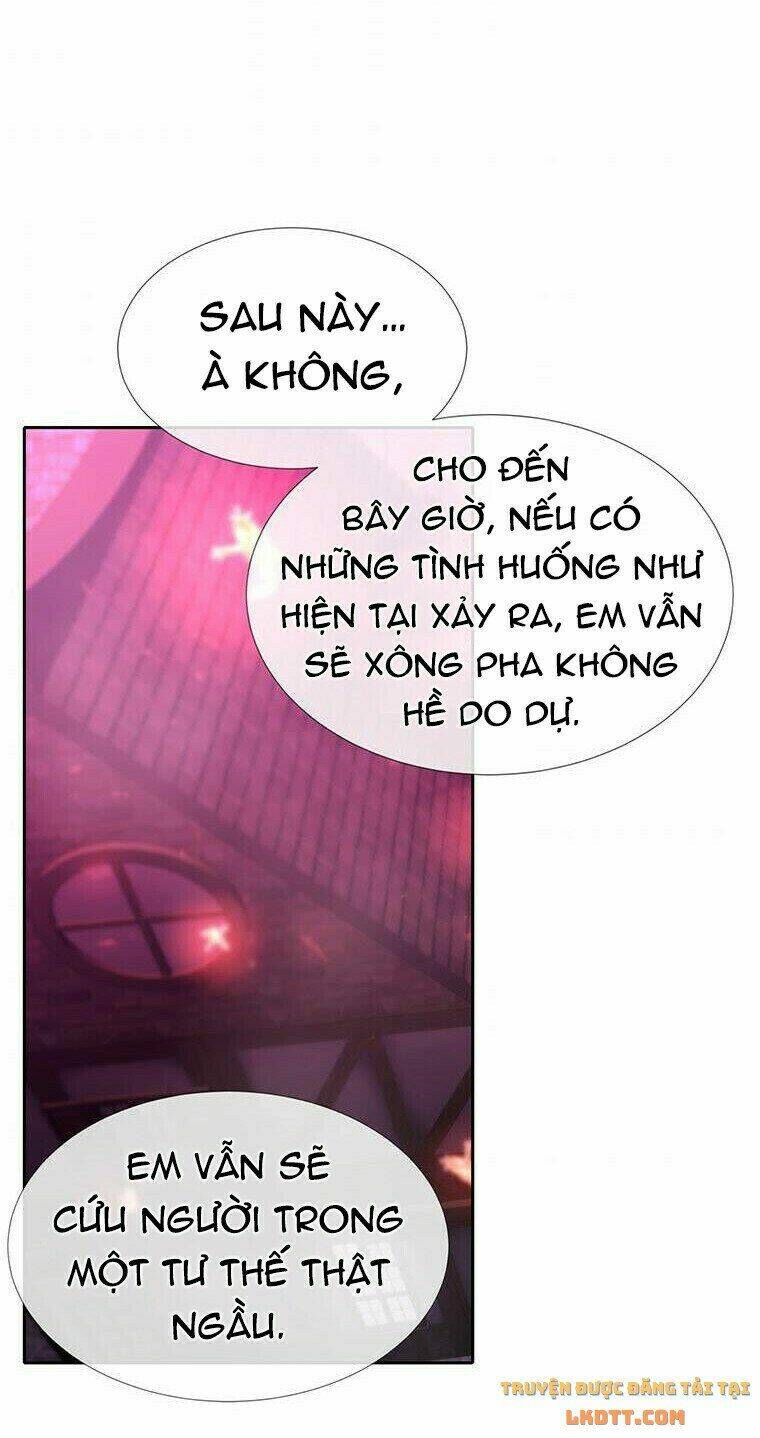 SAU NÀY...
À KHÔNG,
CHO ĐẾN
BÂY GIỜ, NẾU CÓ
NHỮNG TÌNH HUỐNG NHƯ
HIỆN TẠI XẢY RA, EM VẪN
SẼ XÔNG PHA KHÔNG
HỀ DO DỰ.
EM VẪN SẼ
CỨU NGƯỜI TRONG
MỘT TƯ THẾ THẬT
NGẦU.
TRUYỆN ĐƯỢC ĐĂNG TẢI TẠI
LKDTT.COM